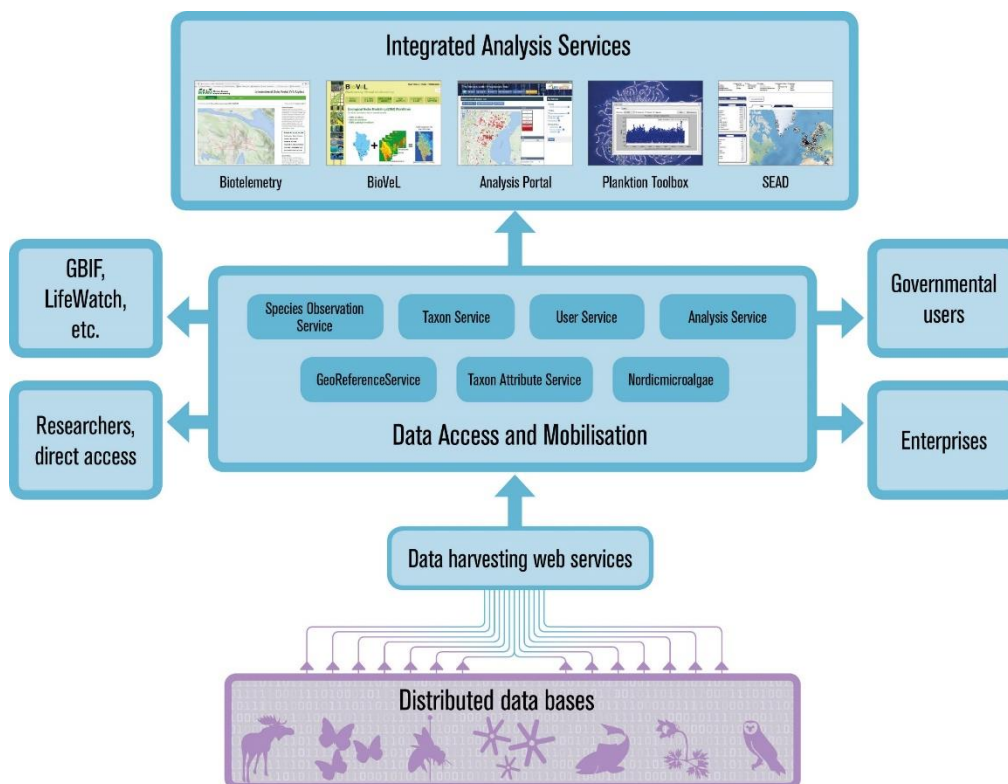 Integrated Analysis Services
BioVeL
Biotelemetry
BioVeL
Analysis Portal
Planktion Toolbox
SEAD
GBIF,
LifeWatch,
etc.
Governmental
users
Species Observation
Service
Taxon Service
User Service
Analysis Service
GeoReferenceService
Taxon Attribute Service
Nordicmicroalgae
Researchers,
direct access
Data Access and Mobilisation
Enterprises
Data harvesting web services
Distributed data bases